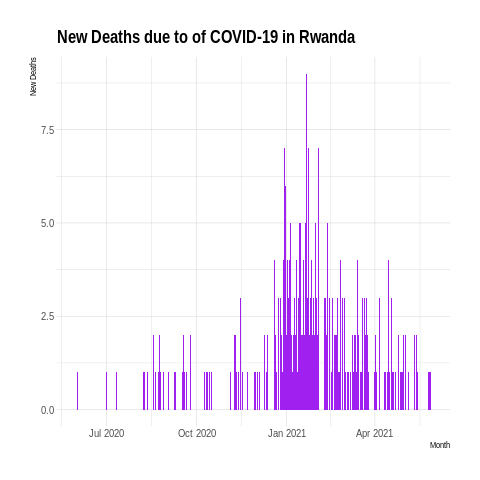 New Deaths due to of COVID-19 in Rwanda
New Deaths
7.5
5.0
2.5
0.0
Jul 2020 Oct 2020 Jan 2021 Apr 2021
Month